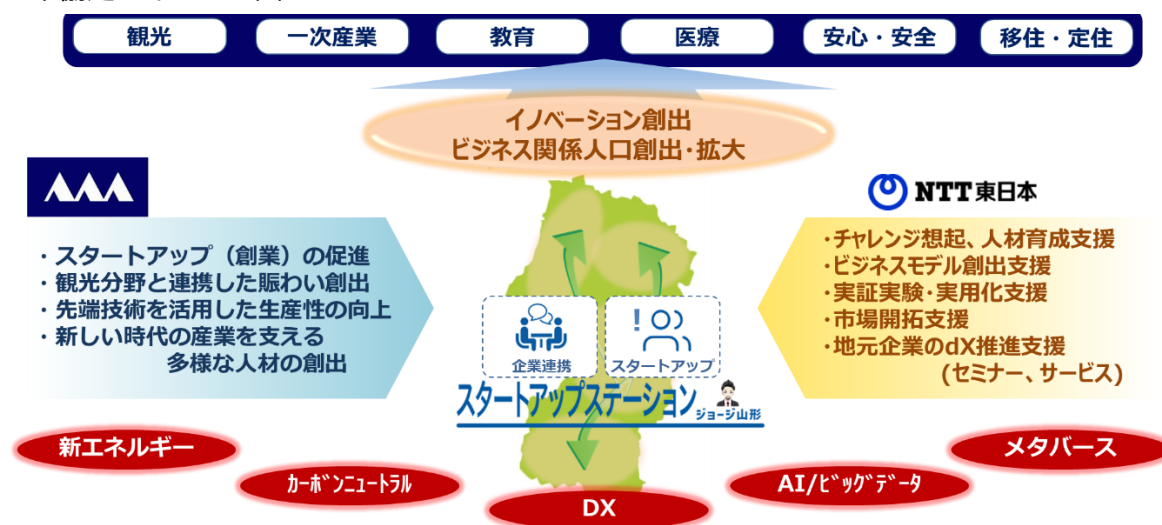 観光
一次産業
教育
医療
安心・安全
移住・定住
イノベーション創出
ビジネス関係人口創出・拡大
・スタートアップ（創業）の促進
・観光分野と連携した賑わい創出
・先端技術を活用した生産性の向上
・新しい時代の産業を支える
多様な人材の創出
NTT東日本
・チャレンジ想起、人材育成支援
・ビジネスモデル創出支援
・実証実験・実用化支援
・市場開拓支援
・地元企業のdX推進支援
(セミナー、サービス)
企業連携
スタートアップ
スタートアップステーション
ジョージ山形
新エネルギー
ｶｰﾎﾞﾝﾆｭｰﾄﾗﾙ
DX
AI/ﾋﾞｯｸﾞﾃﾞｰﾀ
メタバース